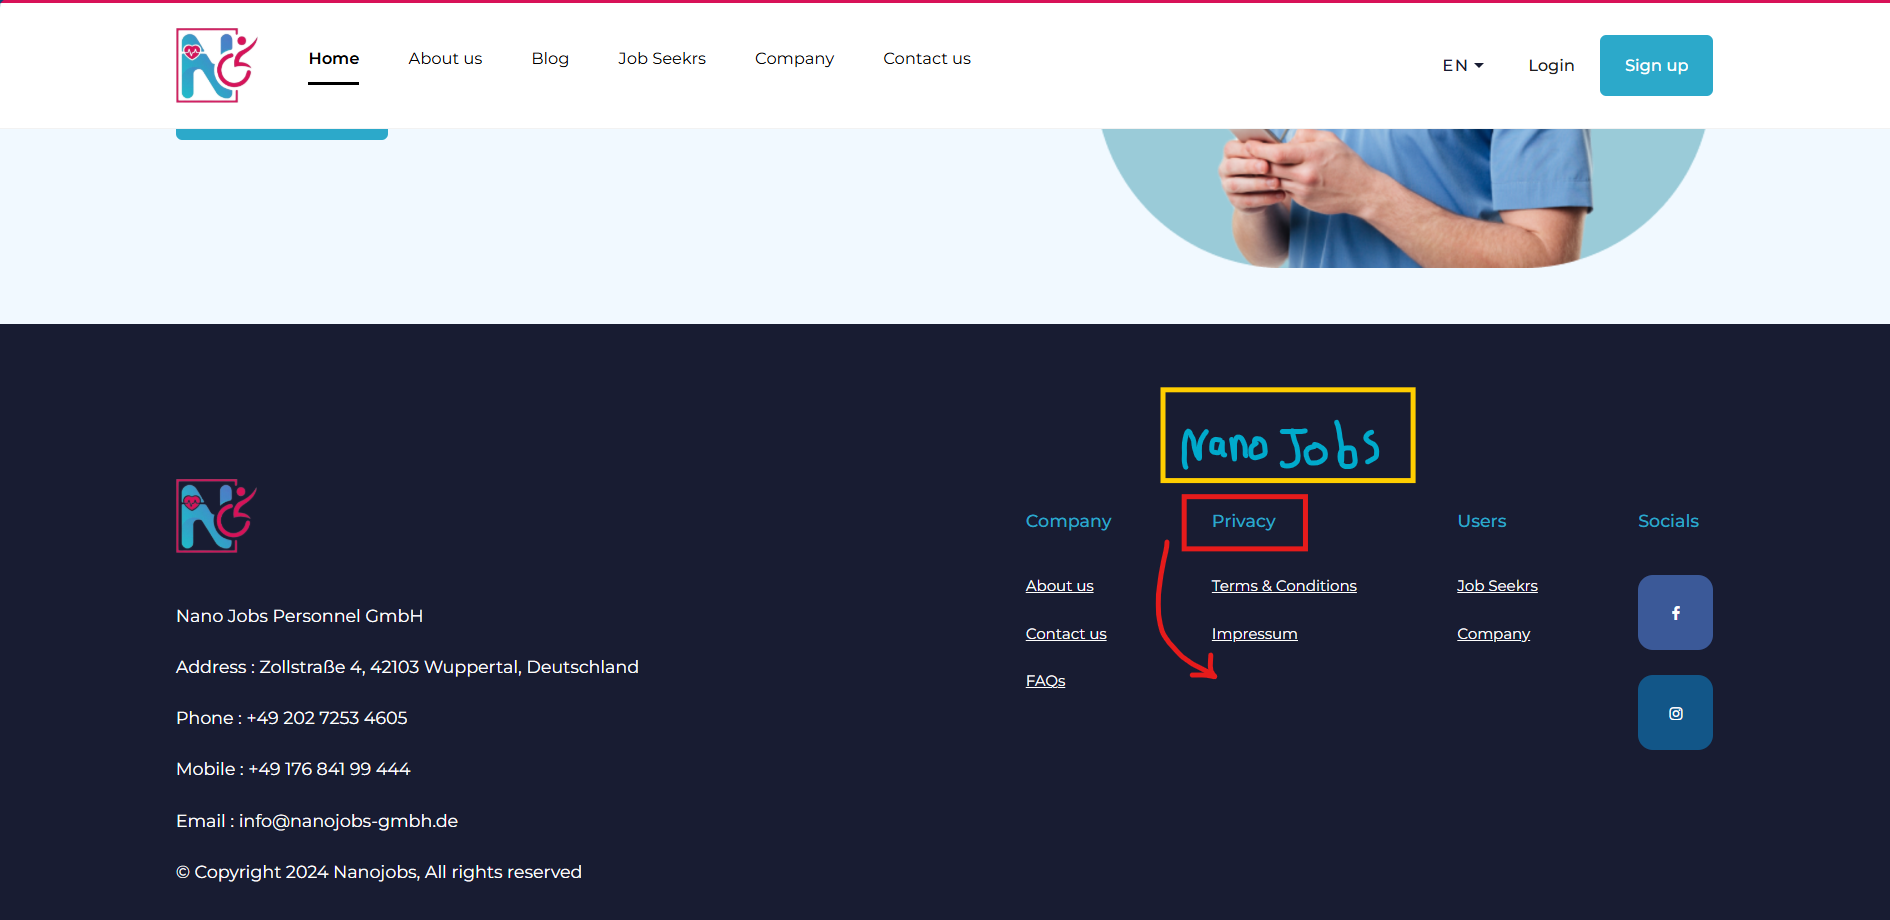 Home About us Blog Job Seekrs Company Contact us EN Login Sign up
Nano Jobs
Company Privacy Users Socials
About us Terms & Conditions Job Seekrs
Contact us Impressum Company
FAQs
Nano Jobs Personnel GmbH
Address : Zollstraße 4, 42103 Wuppertal, Deutschland
Phone : +49 202 7253 4605
Mobile : +49 176 841 99 444
Email : info@nanojobs-gmbh.de
© Copyright 2024 Nanojobs, All rights reserved